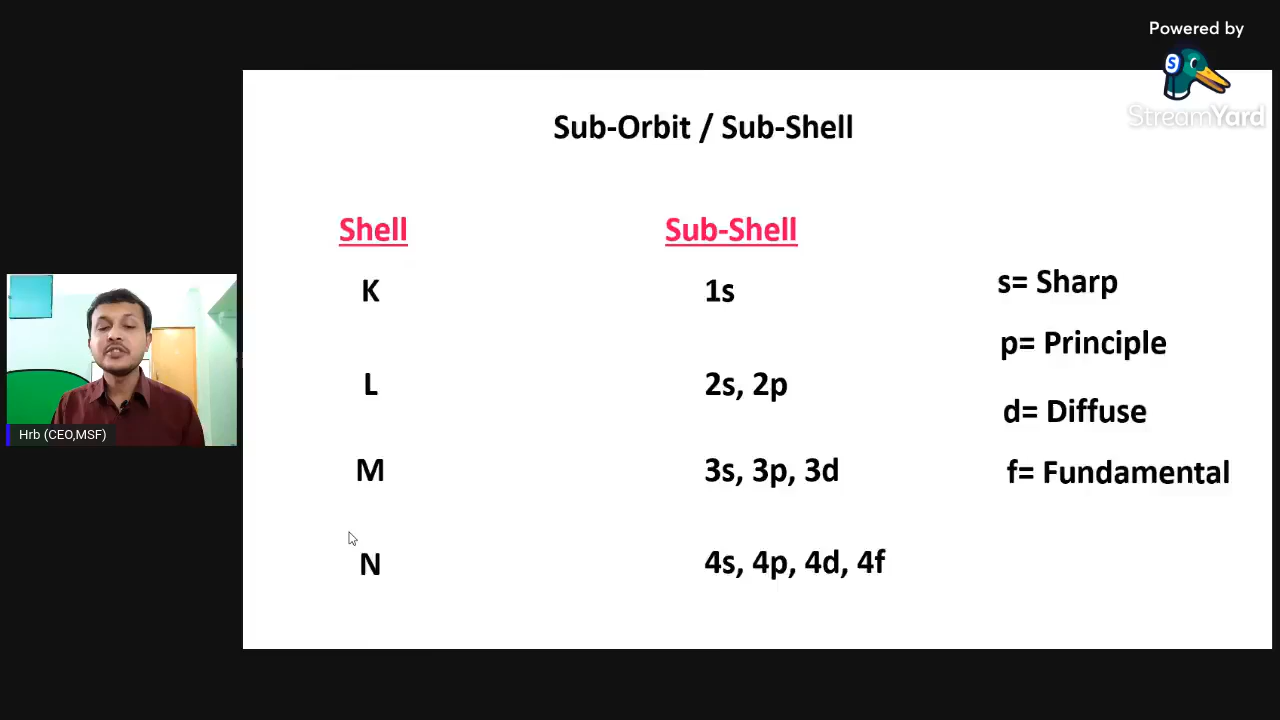 Powered by
StreamYard
Sub-Orbit / Sub-Shell
Shell Sub-Shell
K 1s s= Sharp
p= Principle
L 2s, 2p
d= Diffuse
M 3s, 3p, 3d f= Fundamental
N 4s, 4p, 4d, 4f
Hrb (CEO,MSF)